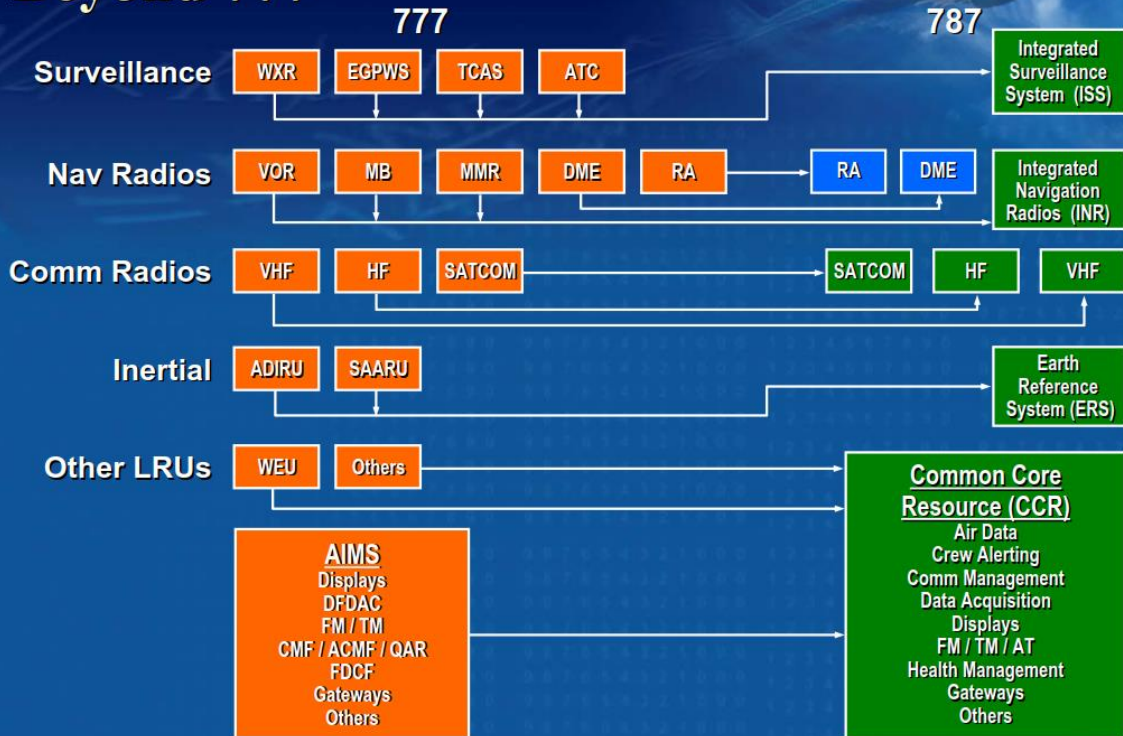 777
787
Surveillance
WXR
EGPWS
TCAS
ATC
Integrated
Surveillance
System (ISS)
Nav Radios
VOR
MB
MMR
DME
RA
RA
DME
Integrated
Navigation
Radios (INR)
Comm Radios
VHF
HF
SATCOM
SATCOM
HF
VHF
Inertial
ADIRU
SAARU
Earth
Reference
System (ERS)
Other LRUs
WEU
Others
AIMS
Displays
DFDAC
FM / TM
CMF / ACMF / QAR
FDCF
Gateways
Others
Common Core
Resource (CCR)
Air Data
Crew Alerting
Comm Management
Data Acquisition
Displays
FM / TM / AT
Health Management
Gateways
Others